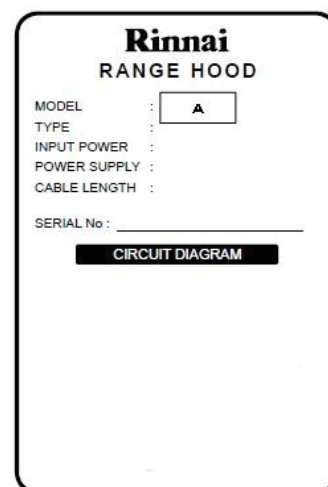 Rinnai
RANGE HOOD
MODEL : A
TYPE :
INPUT POWER :
POWER SUPPLY :
CABLE LENGTH :
SERIAL No :
CIRCUIT DIAGRAM